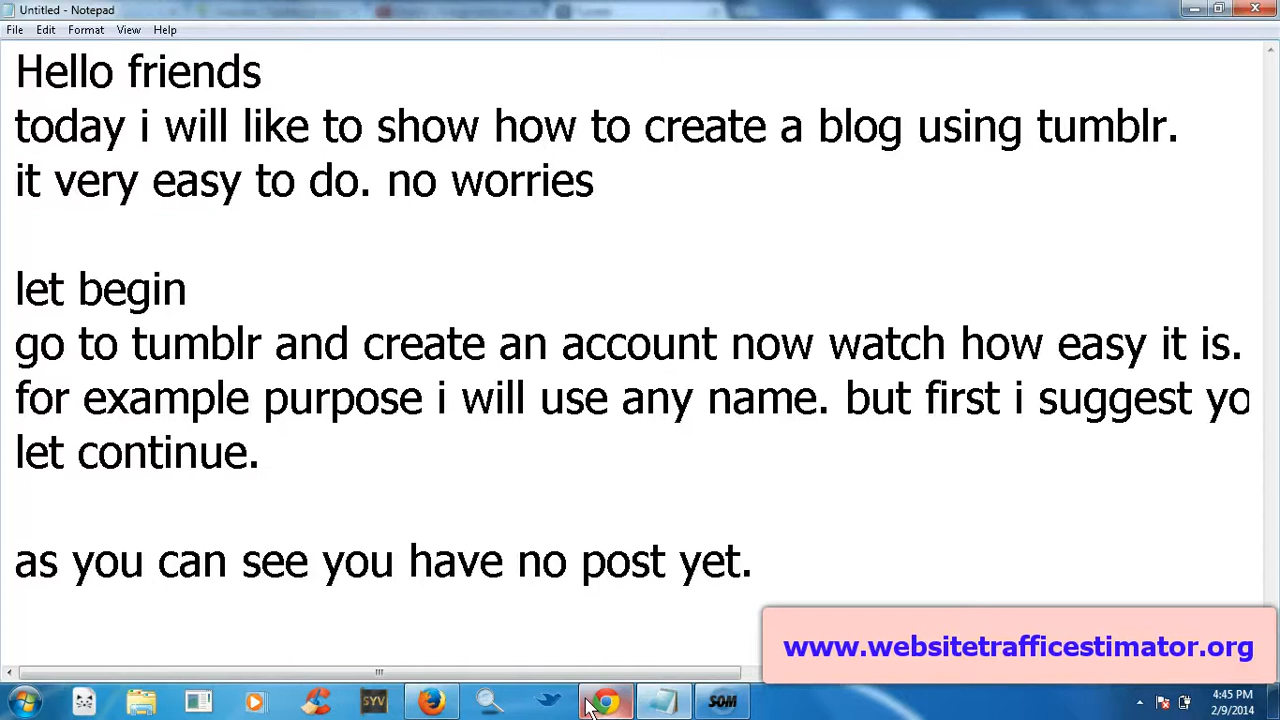 Untitled - Notepad
File Edit Format View Help
Hello friends
today i will like to show how to create a blog using tumblr.
it very easy to do. no worries
let begin
go to tumblr and create an account now watch how easy it is.
for example purpose i will use any name. but first i suggest yo
let continue.
as you can see you have no post yet.
www.websitetrafficestimator.org
SYV
SOM
4:45 PM
2/9/2014